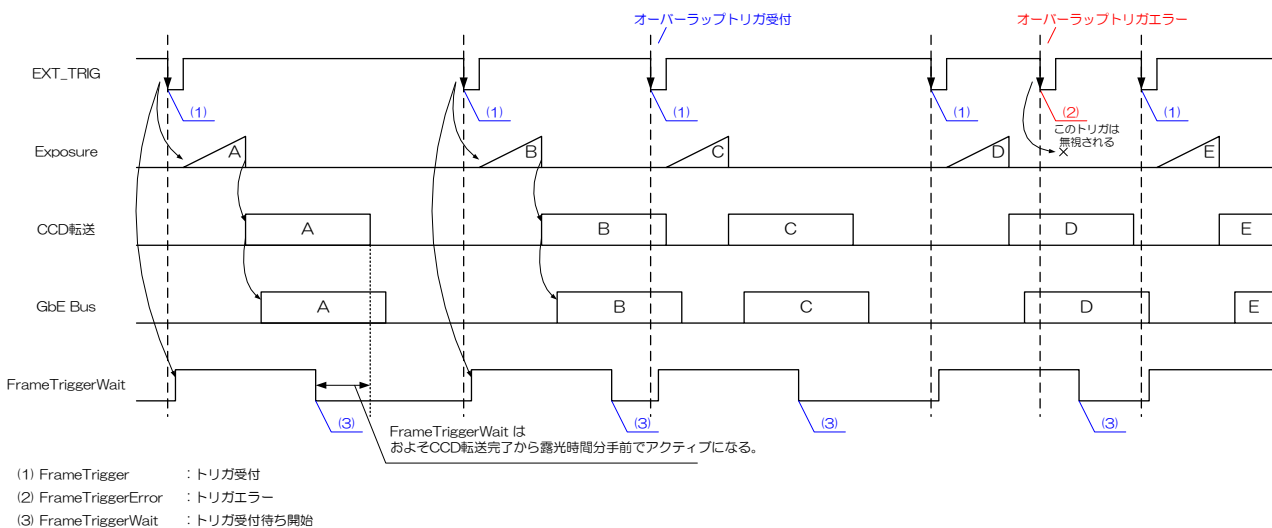 オーバーラップトリガ受付
オーバーラップトリガエラー
EXT_TRIG
(1)
(1)
(1)
(1)
(2)
(1)
このトリガは
無視される
×
Exposure
A
B
C
D
E
CCD転送
A
B
C
D
E
GbE Bus
A
B
C
D
E
FrameTriggerWait
(3)
(3)
(3)
(3)
FrameTriggerWait は
およそCCD転送完了から露光時間分手前でアクティブになる。
(1) FrameTrigger : トリガ受付
(2) FrameTriggerError : トリガエラー
(3) FrameTriggerWait : トリガ受付待ち開始